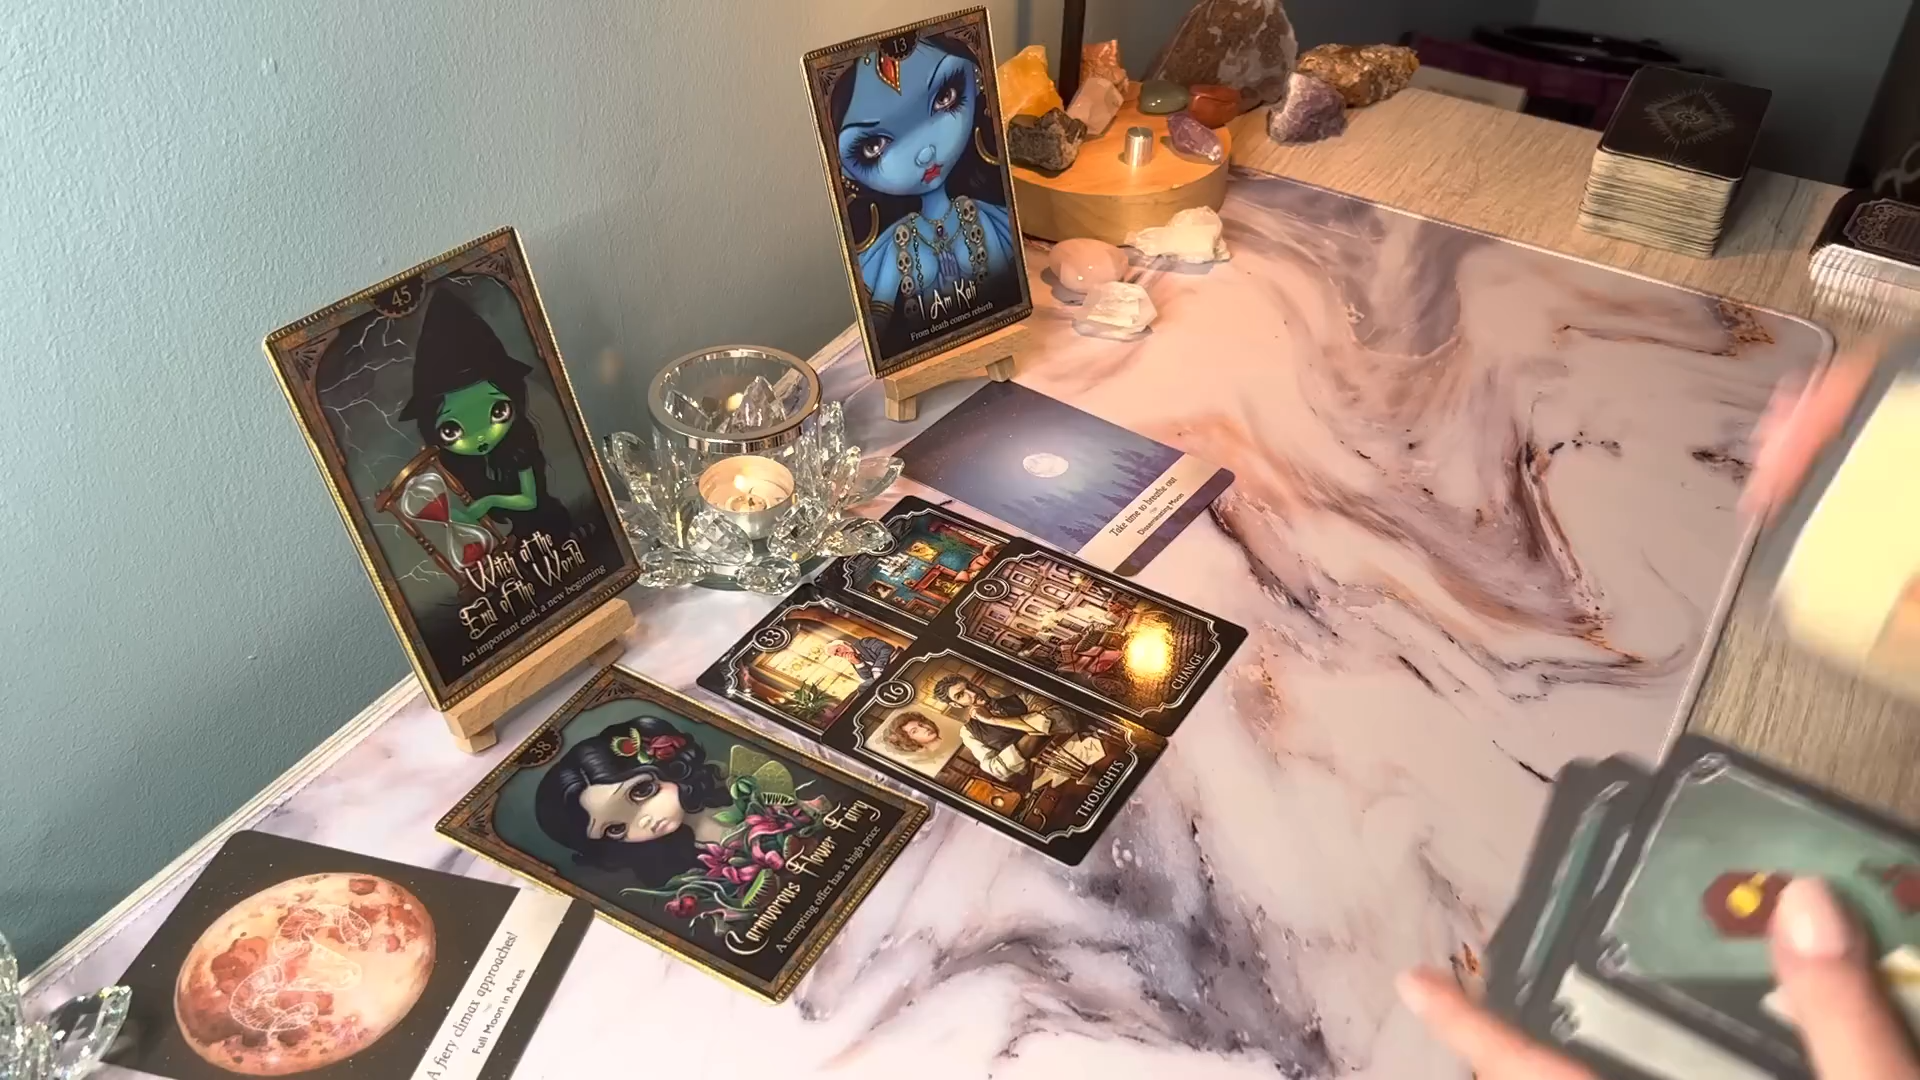 13
I Am Kali
From death comes rebirth
45
Witch at the
End of the World
An important end, a new beginning
Take time to breathe out
Disseminating Moon
9
CHANGE
33
16
THOUGHTS
38
Carnivorous Flower Fairy
A tempting offer has a high price
A fiery climax approaches!
Full Moon in Aries